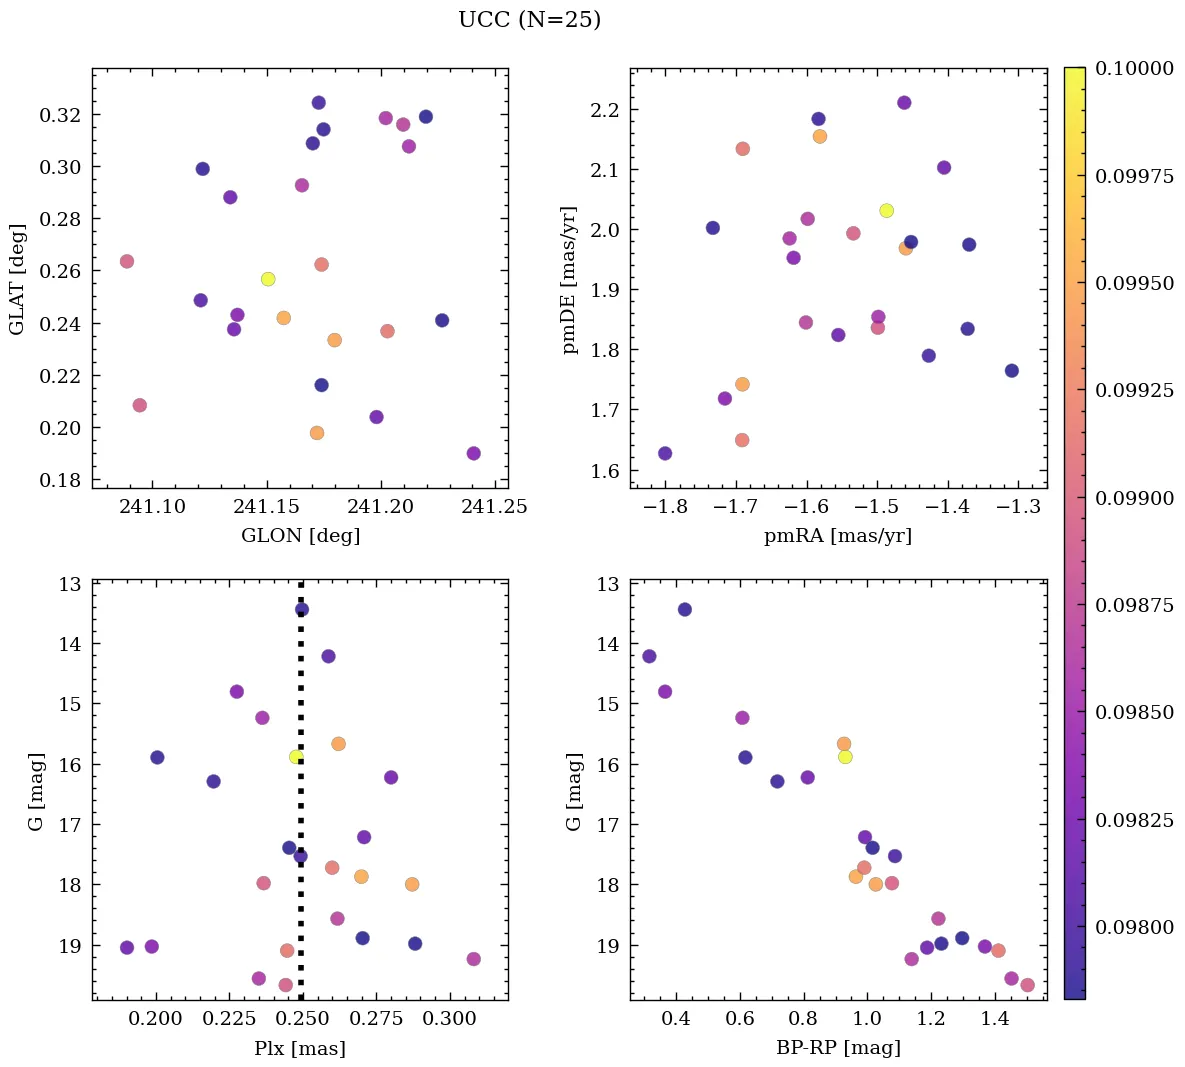 UCC (N=25)
0.32
0.30
0.28
0.26
0.24
0.22
0.20
0.18
GLAT [deg]
241.10 241.15 241.20 241.25
GLON [deg]
2.2
2.1
2.0
1.9
1.8
1.7
1.6
pmDE [mas/yr]
−1.8 −1.7 −1.6 −1.5 −1.4 −1.3
pmRA [mas/yr]
0.10000
0.09975
0.09950
0.09925
0.09900
0.09875
0.09850
0.09825
0.09800
13
14
15
16
17
18
19
G [mag]
0.200 0.225 0.250 0.275 0.300
Plx [mas]
13
14
15
16
17
18
19
G [mag]
0.4 0.6 0.8 1.0 1.2 1.4
BP-RP [mag]